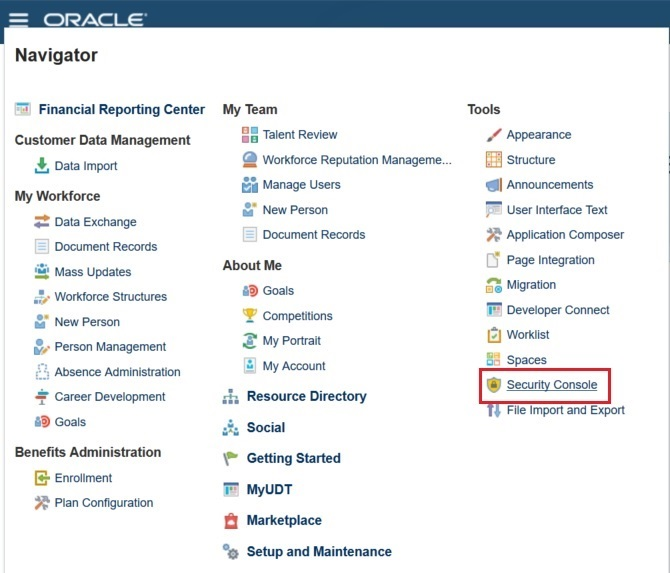 ORACLE
Navigator
Financial Reporting Center
Customer Data Management
Data Import
My Workforce
Data Exchange
Document Records
Mass Updates
Workforce Structures
New Person
Person Management
Absence Administration
Career Development
Goals
Benefits Administration
Enrollment
Plan Configuration
My Team
Talent Review
Workforce Reputation Manageme...
Manage Users
New Person
Document Records
About Me
Goals
Competitions
My Portrait
My Account
Resource Directory
Social
Getting Started
MyUDT
Marketplace
Setup and Maintenance
Tools
Appearance
Structure
Announcements
User Interface Text
Application Composer
Page Integration
Migration
Developer Connect
Worklist
Spaces
Security Console
File Import and Export